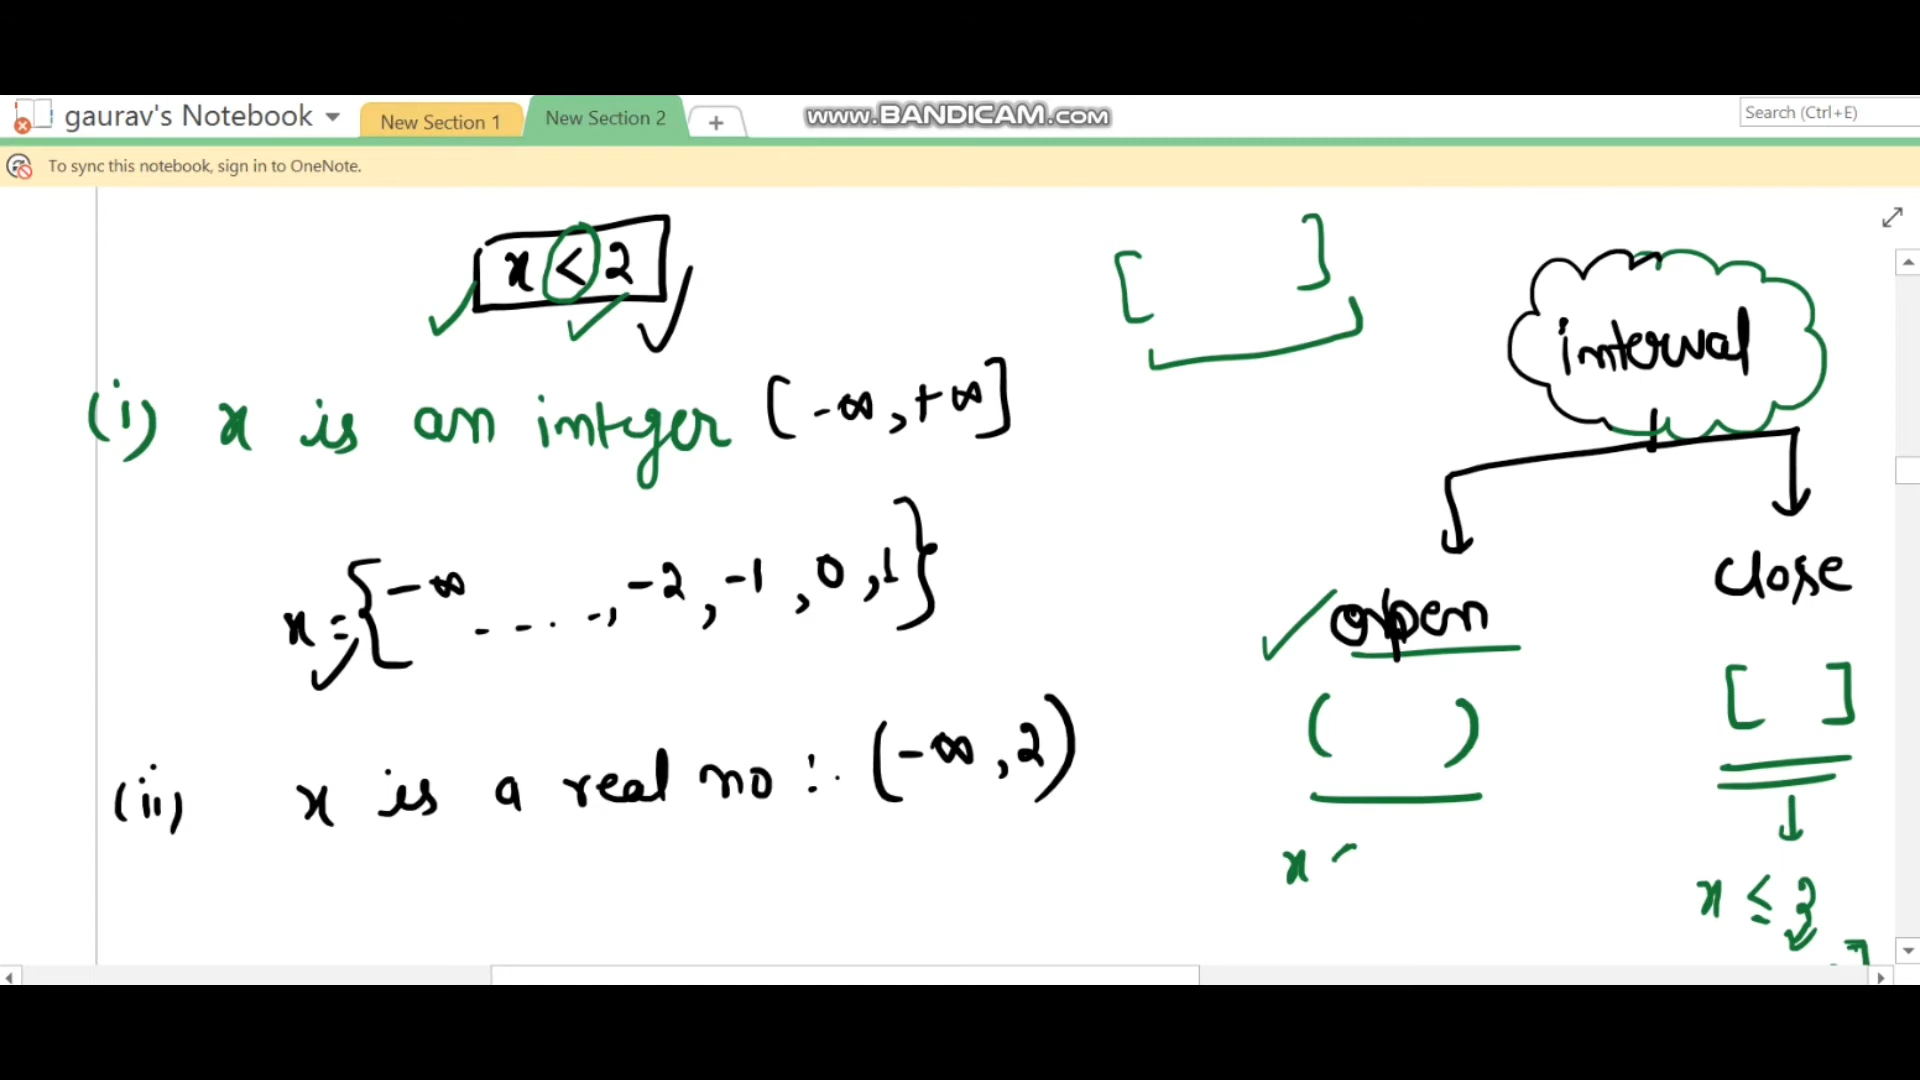 gaurav's Notebook
New Section 1
New Section 2
+
www.BANDICAM.com
Search (Ctrl+E)
To sync this notebook, sign in to OneNote.
x < 2
[ ]
interval
(i) x is an integer [-∞, +∞]
x = {-∞ - - . - ., -2, -1, 0, 1}
open
close
( )
[ ]
(ii) x is a real no :. (-∞, 2)
x
x ≤ 3